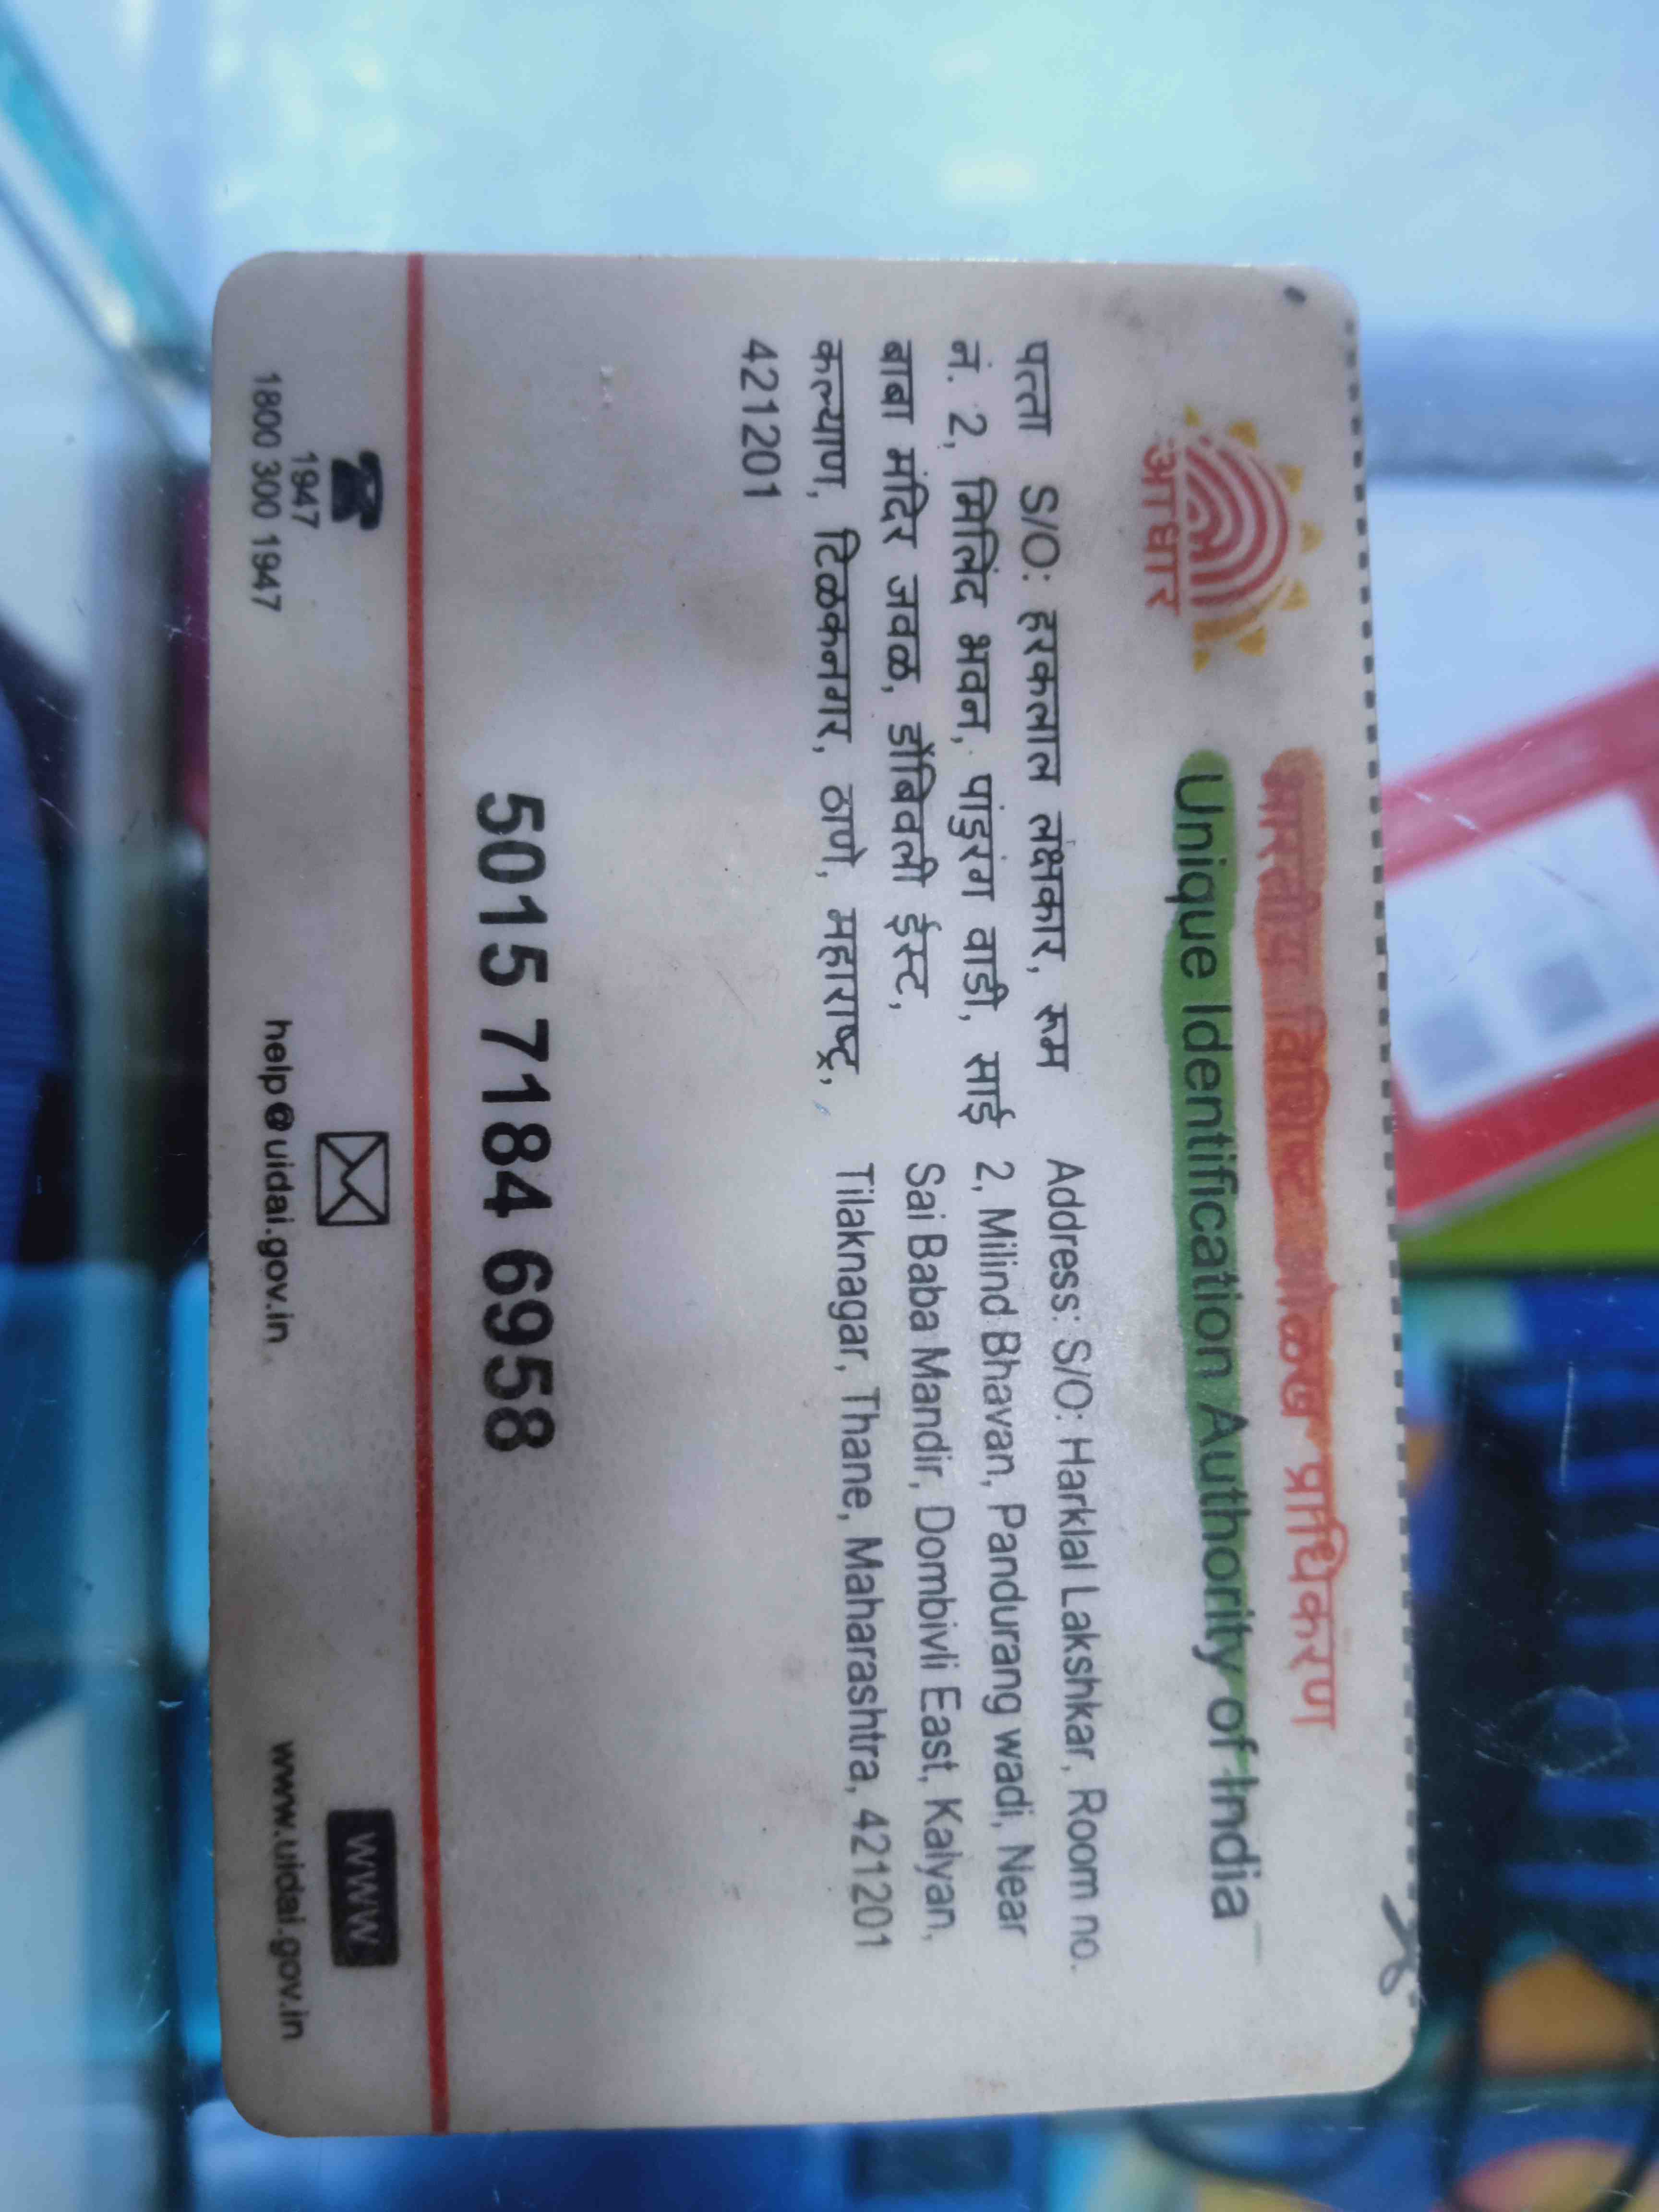 भारतीय विशिष्ट ओळख प्राधिकरण
Unique Identification Authority of India
आधार
पत्ता S/O: हरकलाल लक्षकार, रूम
नं. 2, मिलिंद भवन, पांडुरंग वाडी, साई
बाबा मंदिर जवळ, डोंबिवली ईस्ट,
कल्याण, टिळकनगर, ठाणे, महाराष्ट्र,
421201
Address: S/O: Harklal Lakshkar, Room no.
2, Milind Bhavan, Pandurang wadi, Near
Sai Baba Mandir, Dombivli East, Kalyan,
Tilaknagar, Thane, Maharashtra, 421201
5015 7184 6958
1947
1800 300 1947
help@uidai.gov.in
www
www.uidai.gov.in